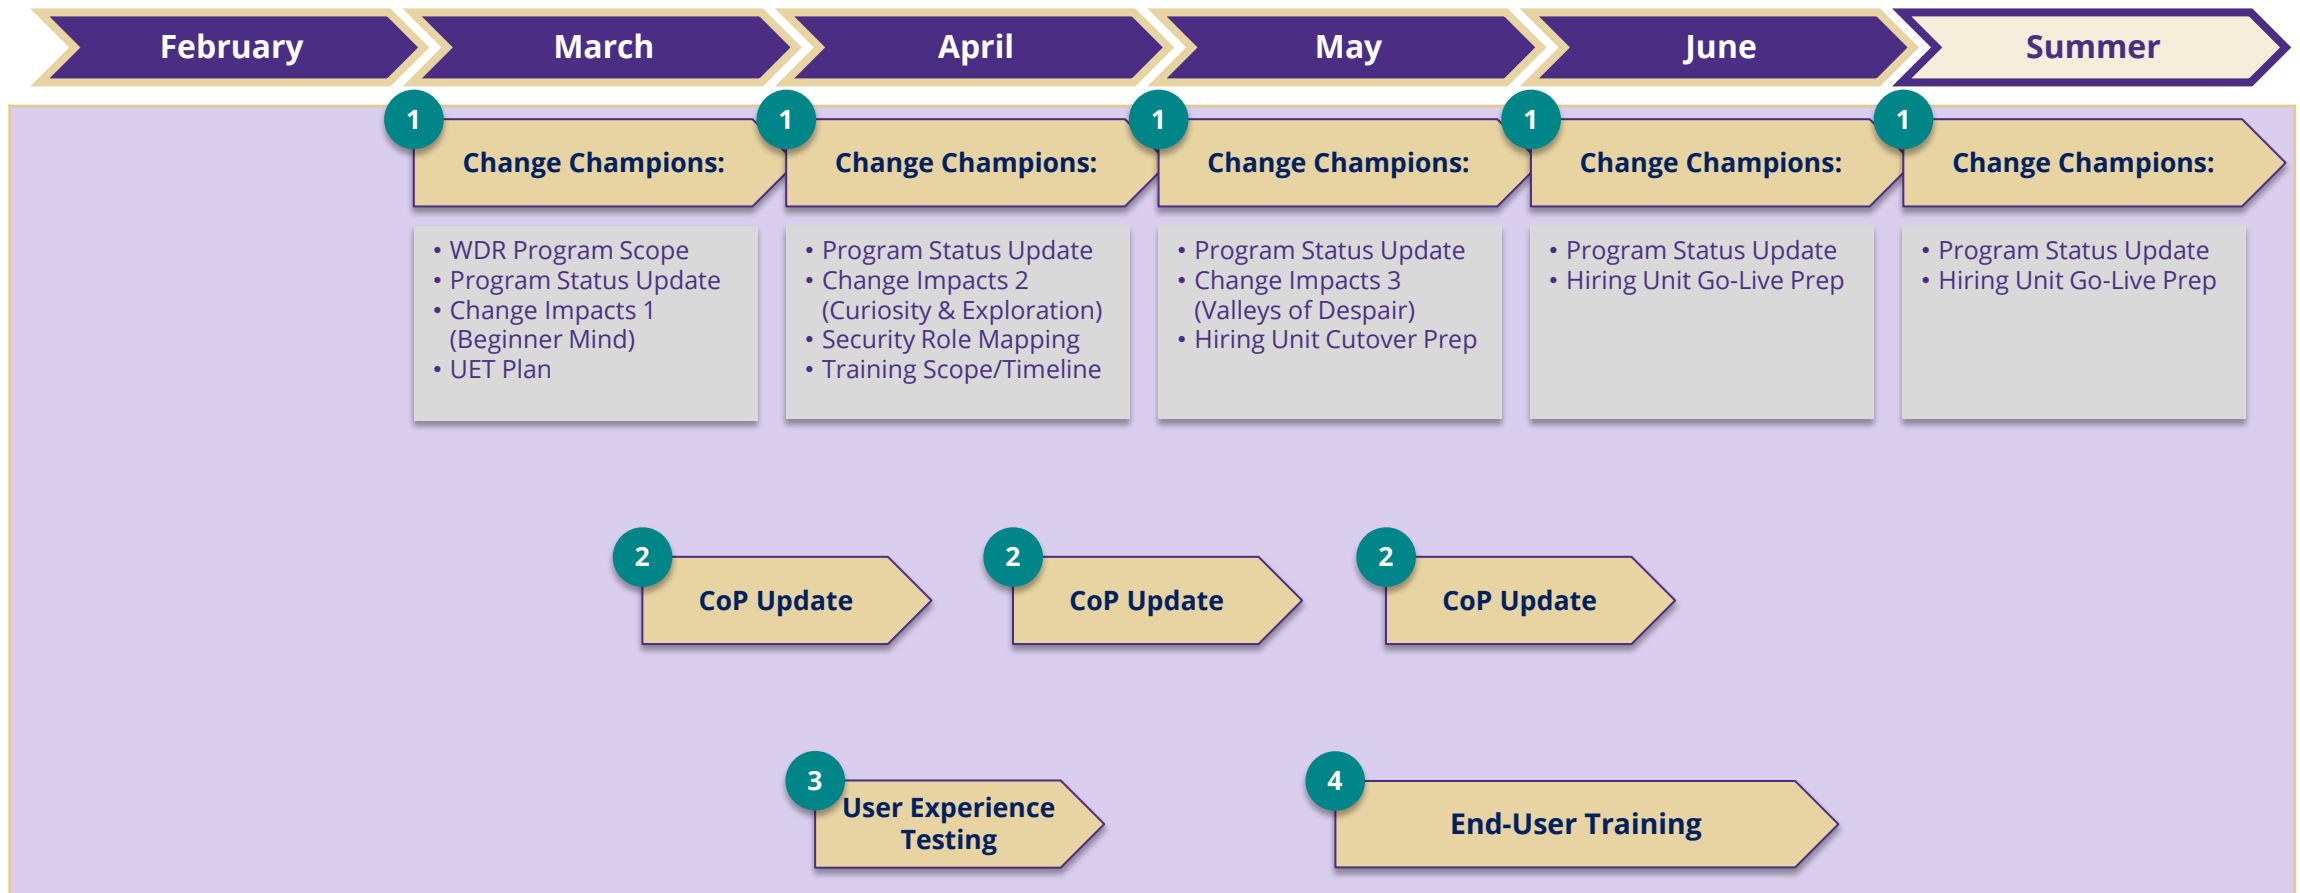 February
March
April
May
June
Summer
1
1
1
1
1
Change Champions:
Change Champions:
Change Champions:
Change Champions:
Change Champions:
• WDR Program Scope
• Program Status Update
• Change Impacts 1
(Beginner Mind)
• UET Plan
• Program Status Update
• Change Impacts 2
(Curiosity & Exploration)
• Security Role Mapping
• Training Scope/Timeline
• Program Status Update
• Change Impacts 3
(Valleys of Despair)
• Hiring Unit Cutover Prep
• Program Status Update
• Hiring Unit Go-Live Prep
• Program Status Update
• Hiring Unit Go-Live Prep
2
CoP Update
2
CoP Update
2
CoP Update
3
User Experience
Testing
4
End-User Training